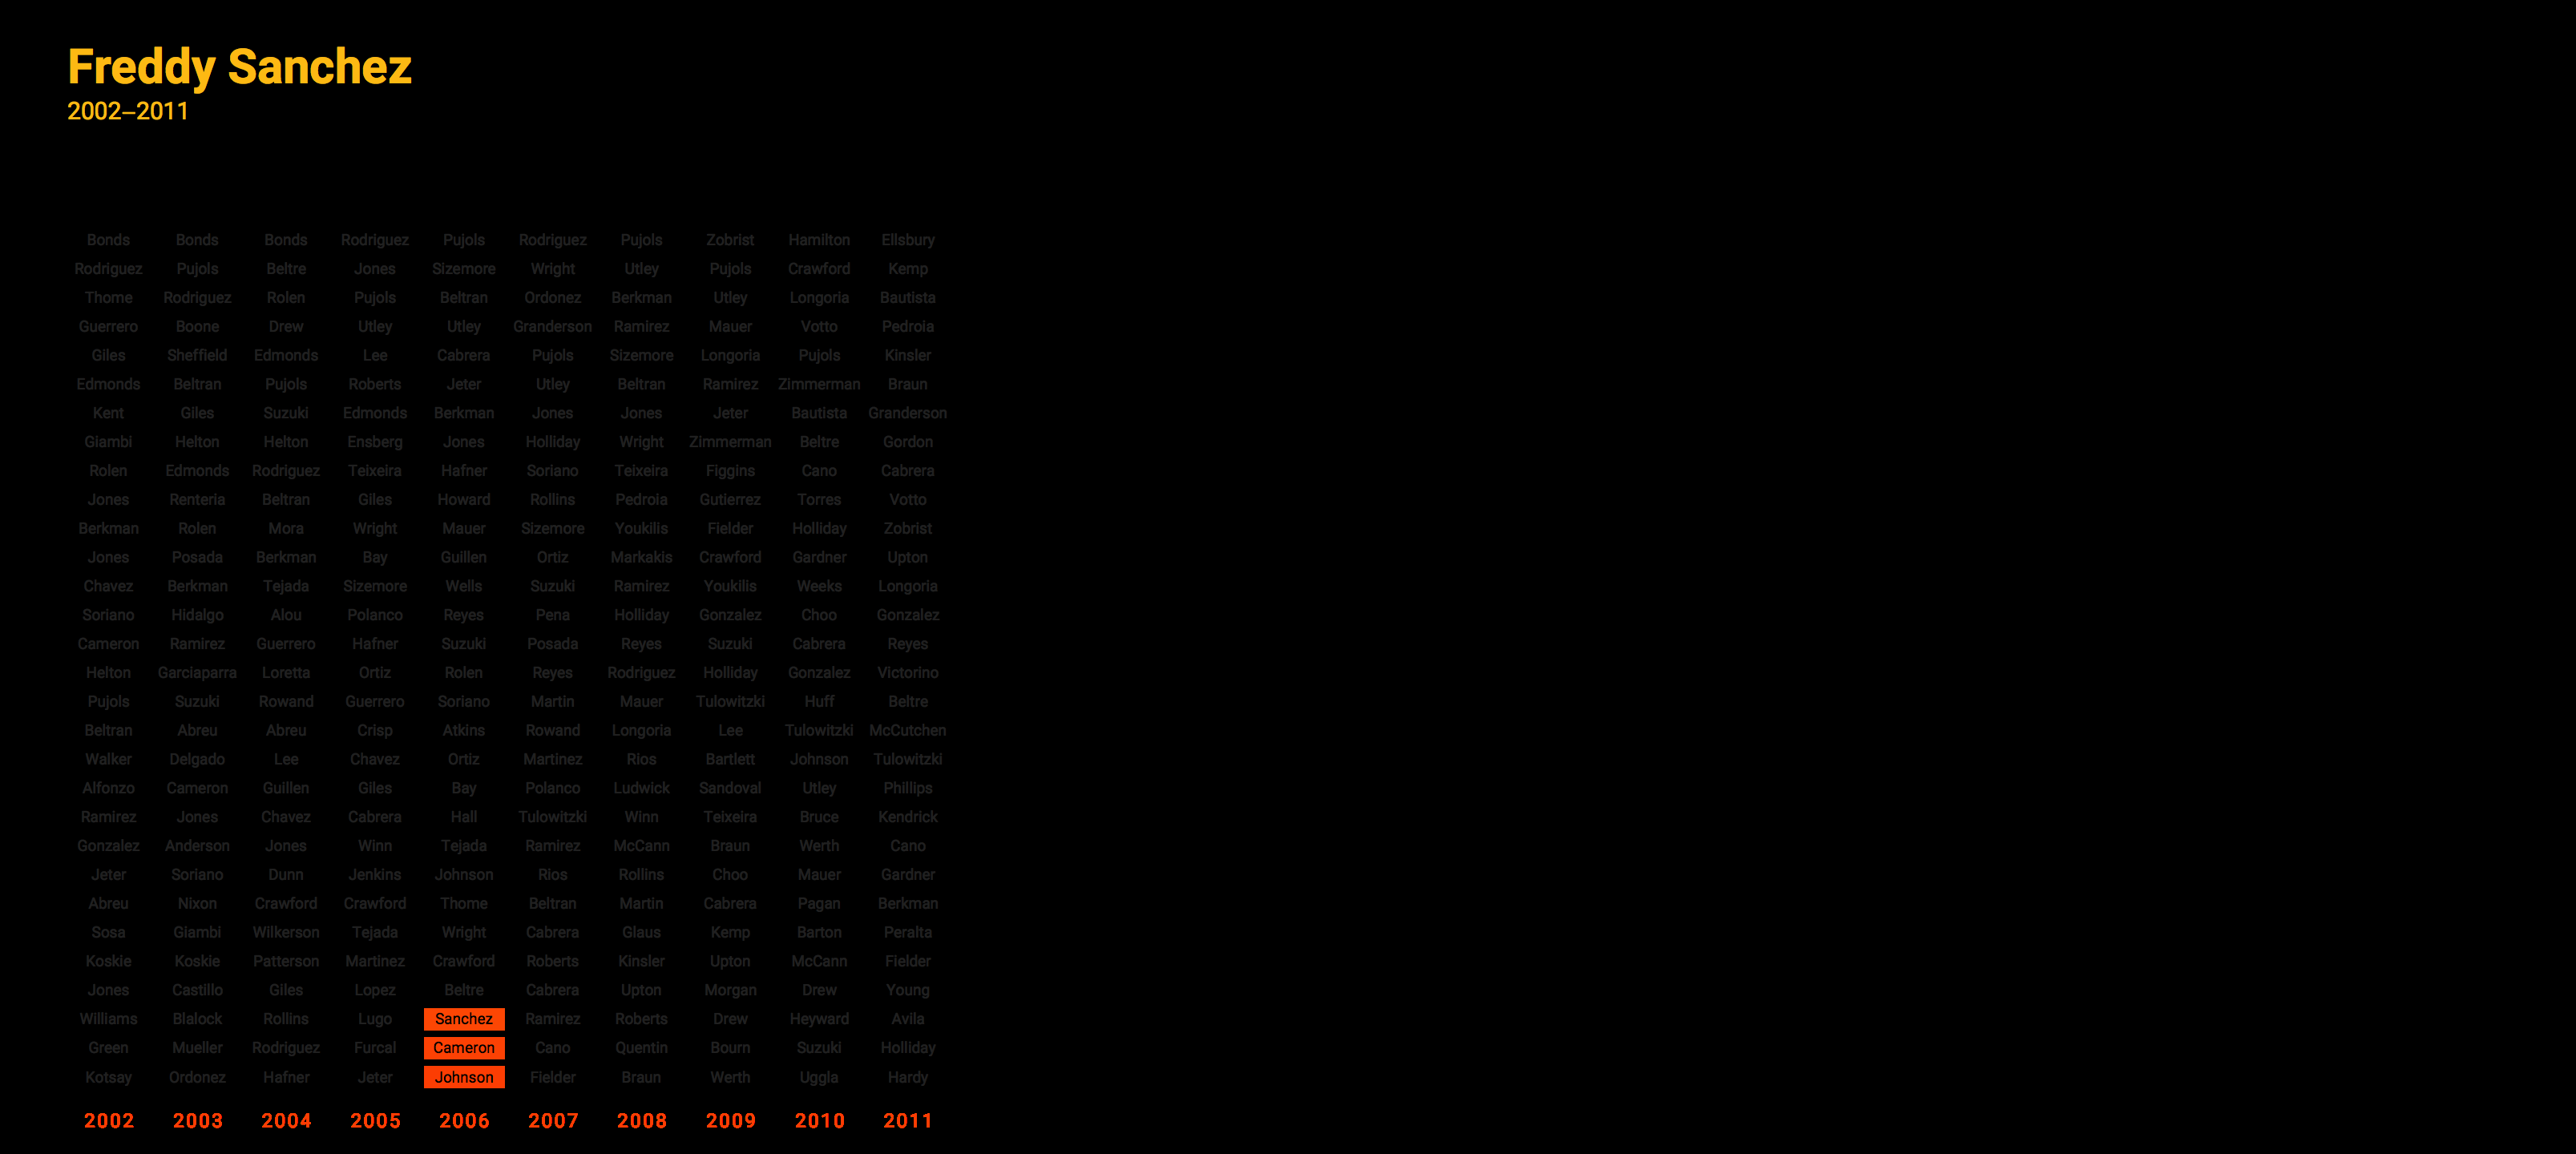 Freddy Sanchez
2002–2011
Bonds Bonds Bonds Rodriguez Pujols Rodriguez Pujols Zobrist Hamilton Ellsbury
Rodriguez Pujols Beltre Jones Sizemore Wright Utley Pujols Crawford Kemp
Thome Rodriguez Rolen Pujols Beltran Ordonez Berkman Utley Longoria Bautista
Guerrero Boone Drew Utley Utley Granderson Ramirez Mauer Votto Pedroia
Giles Sheffield Edmonds Lee Cabrera Pujols Sizemore Longoria Pujols Kinsler
Edmonds Beltran Pujols Roberts Jeter Utley Beltran Ramirez Zimmerman Braun
Kent Giles Suzuki Edmonds Berkman Jones Jones Jeter Bautista Granderson
Giambi Helton Helton Ensberg Jones Holliday Wright Zimmerman Beltre Gordon
Rolen Edmonds Rodriguez Teixeira Hafner Soriano Teixeira Figgins Cano Cabrera
Jones Renteria Beltran Giles Howard Rollins Pedroia Gutierrez Torres Votto
Berkman Rolen Mora Wright Mauer Sizemore Youkilis Fielder Holliday Zobrist
Jones Posada Berkman Bay Guillen Ortiz Markakis Crawford Gardner Upton
Chavez Berkman Tejada Sizemore Wells Suzuki Ramirez Youkilis Weeks Longoria
Soriano Hidalgo Alou Polanco Reyes Pena Holliday Gonzalez Choo Gonzalez
Cameron Ramirez Guerrero Hafner Suzuki Posada Reyes Suzuki Cabrera Reyes
Helton Garciaparra Loretta Ortiz Rolen Reyes Rodriguez Holliday Gonzalez Victorino
Pujols Suzuki Rowand Guerrero Soriano Martin Mauer Tulowitzki Huff Beltre
Beltran Abreu Abreu Crisp Atkins Rowand Longoria Lee Tulowitzki McCutchen
Walker Delgado Lee Chavez Ortiz Martinez Rios Bartlett Johnson Tulowitzki
Alfonzo Cameron Guillen Giles Bay Polanco Ludwick Sandoval Utley Phillips
Ramirez Jones Chavez Cabrera Hall Tulowitzki Winn Teixeira Bruce Kendrick
Gonzalez Anderson Jones Winn Tejada Ramirez McCann Braun Werth Cano
Jeter Soriano Dunn Jenkins Johnson Rios Rollins Choo Mauer Gardner
Abreu Nixon Crawford Crawford Thome Beltran Martin Cabrera Pagan Berkman
Sosa Giambi Wilkerson Tejada Wright Cabrera Glaus Kemp Barton Peralta
Koskie Koskie Patterson Martinez Crawford Roberts Kinsler Upton McCann Fielder
Jones Castillo Giles Lopez Beltre Cabrera Upton Morgan Drew Young
Williams Blalock Rollins Lugo Sanchez Ramirez Roberts Drew Heyward Avila
Green Mueller Rodriguez Furcal Cameron Cano Quentin Bourn Suzuki Holliday
Kotsay Ordonez Hafner Jeter Johnson Fielder Braun Werth Uggla Hardy
2002 2003 2004 2005 2006 2007 2008 2009 2010 2011